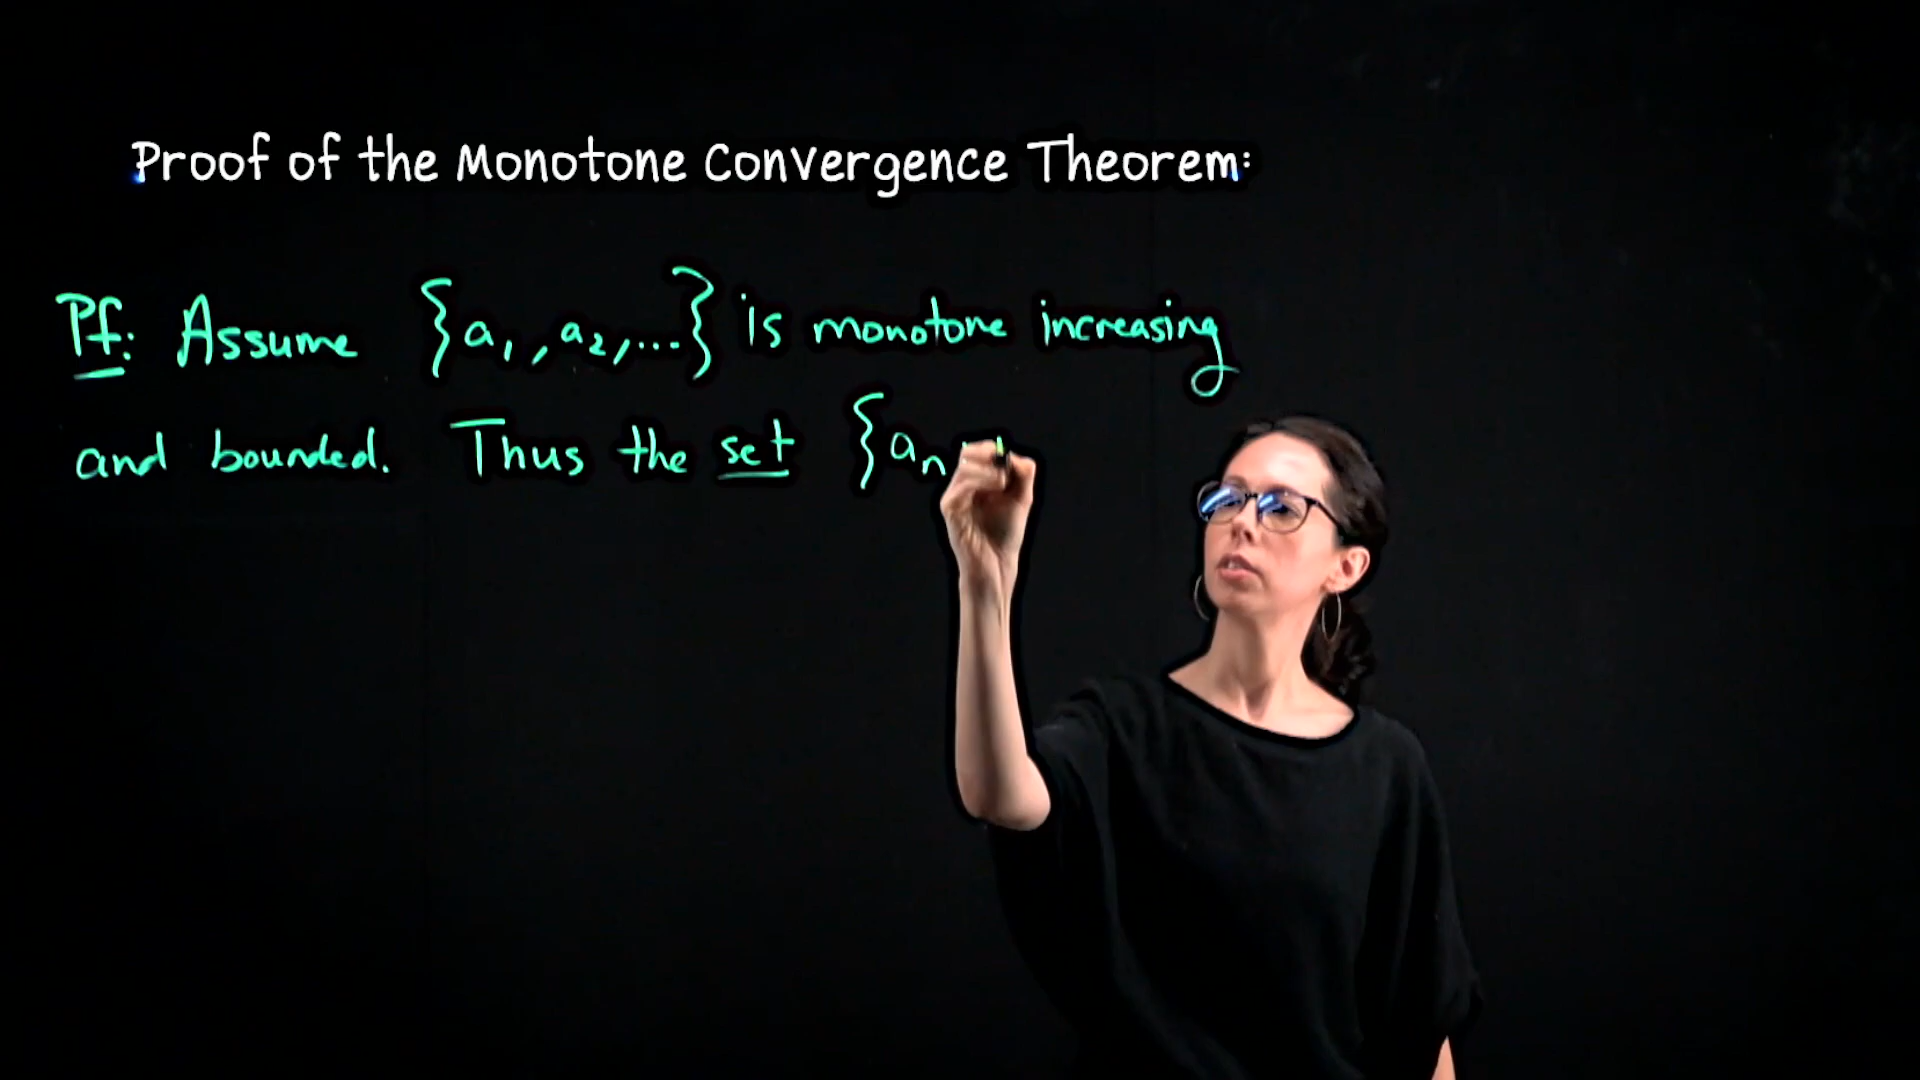 Proof of the Monotone Convergence Theorem:
Pf: Assume {a₁, a₂, ...} is monotone increasing
and bounded. Thus the set {aₙ